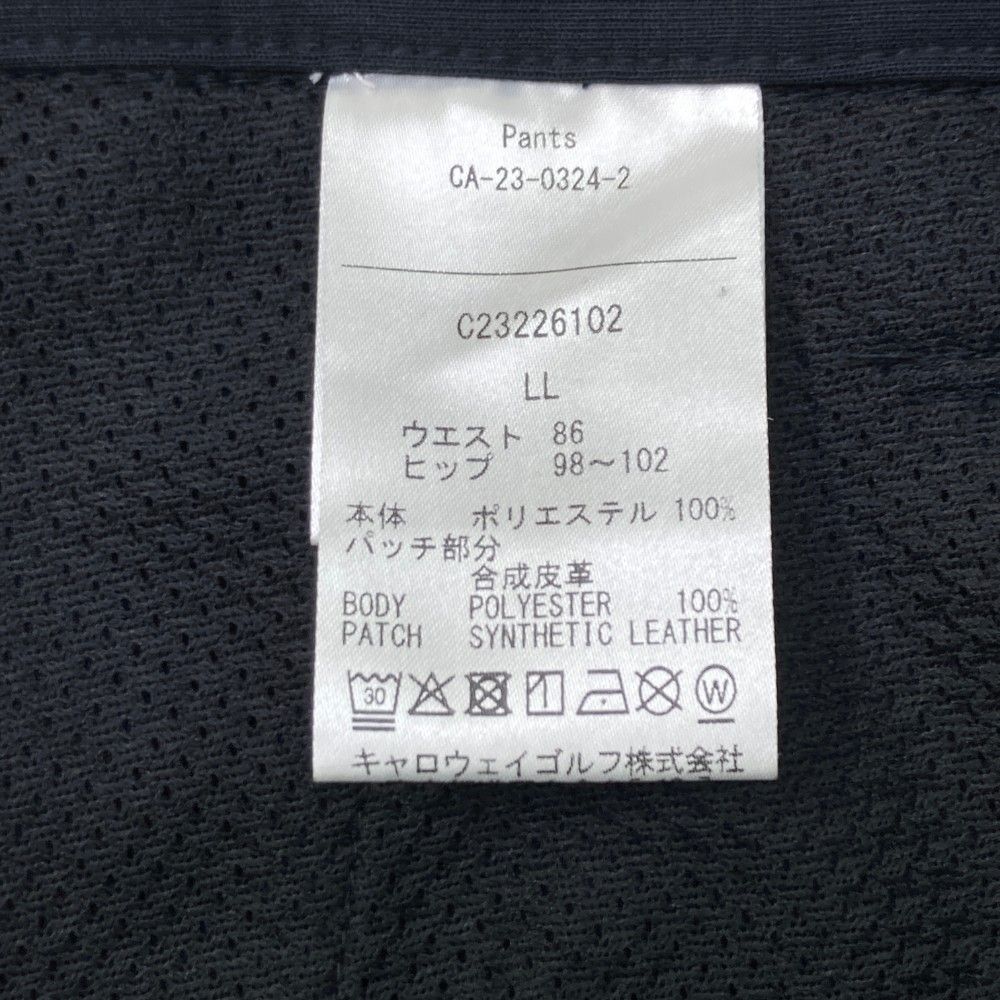 Pants
CA-23-0324-2
C23226102
LL
ウエスト 86
ヒップ 98～102
本体 ポリエステル 100%
パッチ部分
合成皮革
BODY POLYESTER 100%
PATCH SYNTHETIC LEATHER
30 W
キャロウェイゴルフ株式会社